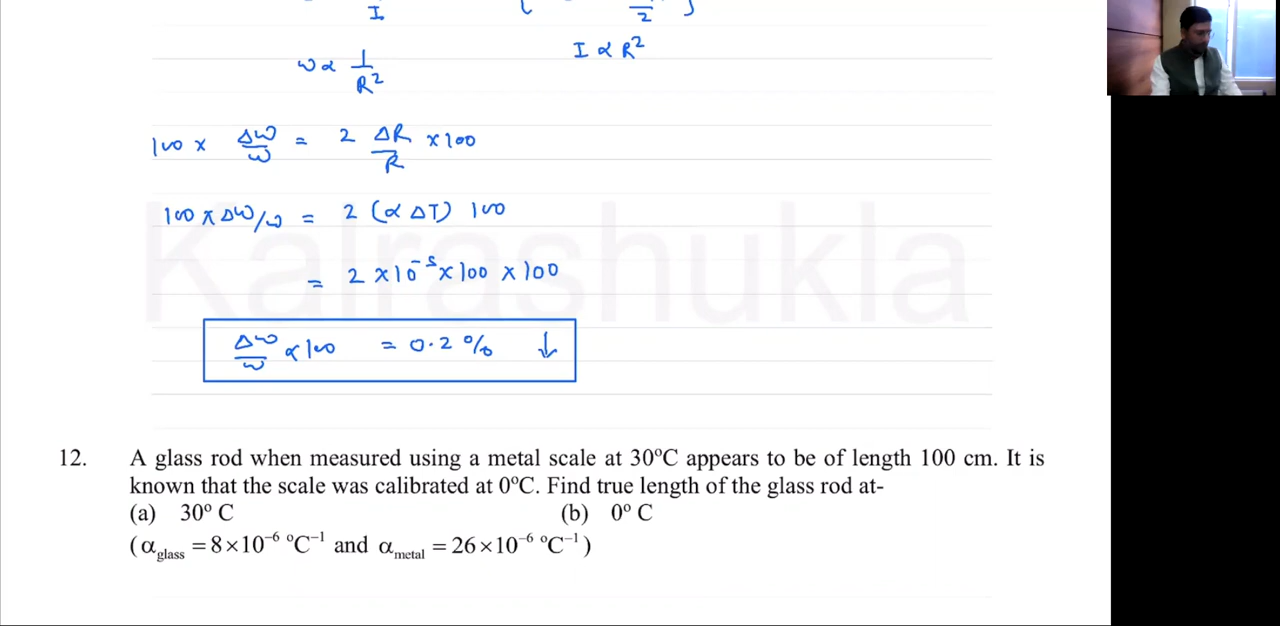 I
2
I ∝ R²
ω ∝ 1/R²
100 × Δω/ω = 2 ΔR/R × 100
100 × Δω/ω = 2 (α ΔT) 100
= 2 × 10⁻⁵ × 100 × 100
Δω/ω × 100 = 0.2 % ↓
Kalrashukla
12. A glass rod when measured using a metal scale at 30°C appears to be of length 100 cm. It is
known that the scale was calibrated at 0°C. Find true length of the glass rod at-
(a) 30° C (b) 0° C
(α_glass = 8×10⁻⁶ °C⁻¹ and α_metal = 26×10⁻⁶ °C⁻¹)